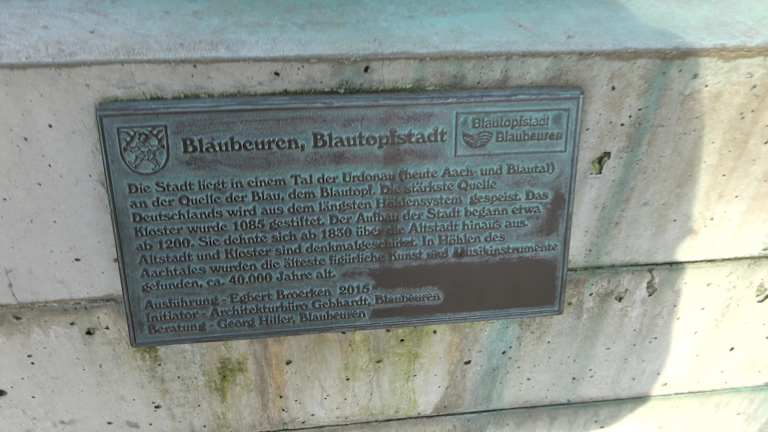 Blaubeuren, Blautopfstadt
Blautopfstadt
Blaubeuren
Die Stadt liegt in einem Tal der Urdonau (heute Aach- und Blautal)
an der Quelle der Blau, dem Blautopf. Die stärkste Quelle
Deutschlands wird aus dem längsten Höhlensystem gespeist. Das
Kloster wurde 1085 gestiftet. Der Aufbau der Stadt begann etwa
ab 1200. Sie dehnte sich ab 1850 über die Altstadt hinaus aus.
Altstadt und Kloster sind denkmalgeschützt. In Höhlen des
Aachtales wurden die älteste figürliche Kunst und Musikinstrumente
gefunden, ca. 40.000 Jahre alt.
Ausführung - Egbert Broerken 2015
Initiator - Architekturbüro Gebhardt, Blaubeuren
Beratung - Georg Hiller, Blaubeuren